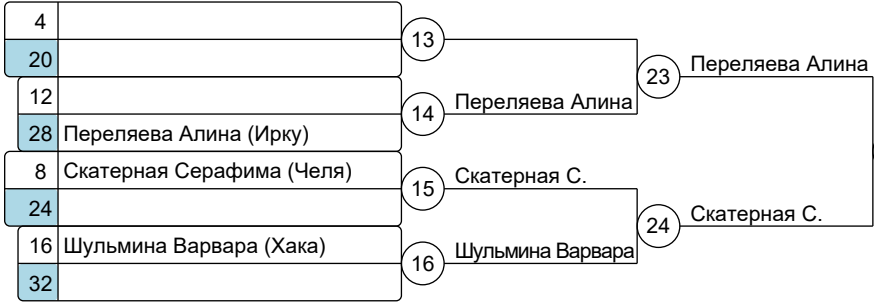 4
13
20
23 Переляева Алина
12
14 Переляева Алина
28 Переляева Алина (Ирку)
8 Скатерная Серафима (Челя)
15 Скатерная С.
24
24 Скатерная С.
16 Шульмина Варвара (Хака)
16 Шульмина Варвара
32